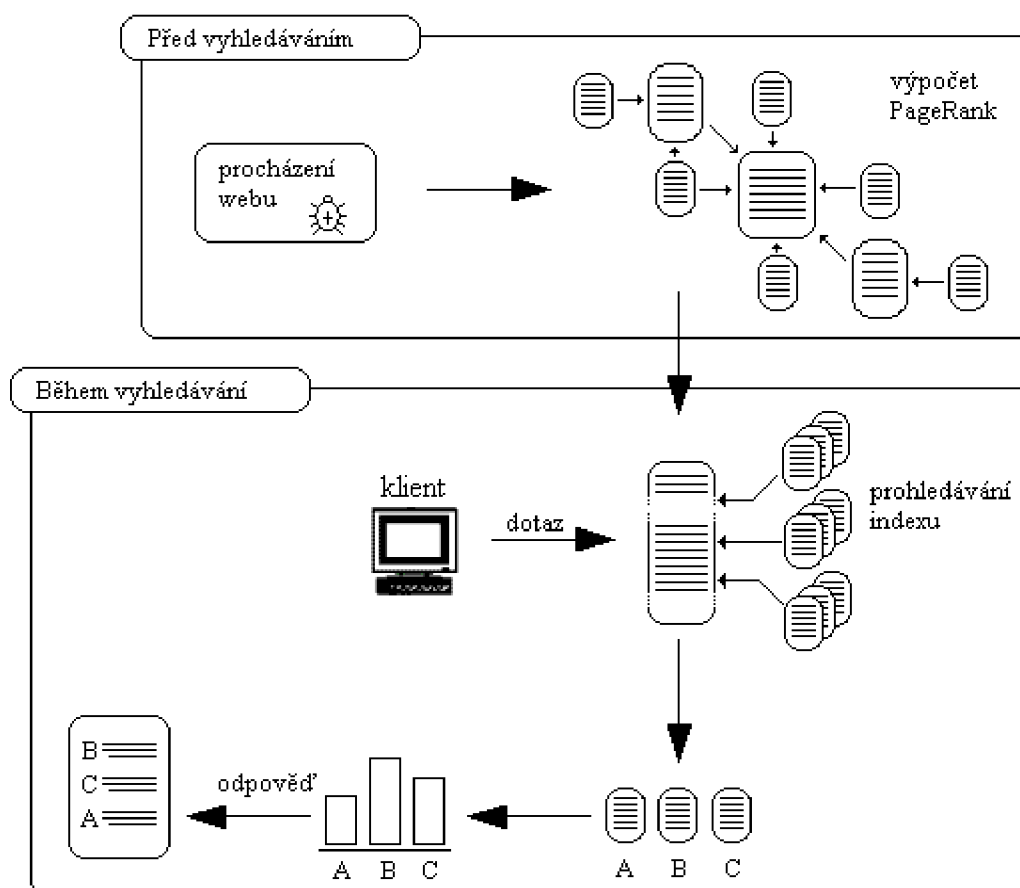 Před vyhledáváním
procházení
webu
výpočet
PageRank
Během vyhledávání
klient
dotaz
prohledávání
indexu
B
C
A
odpověď
A B C
A B C